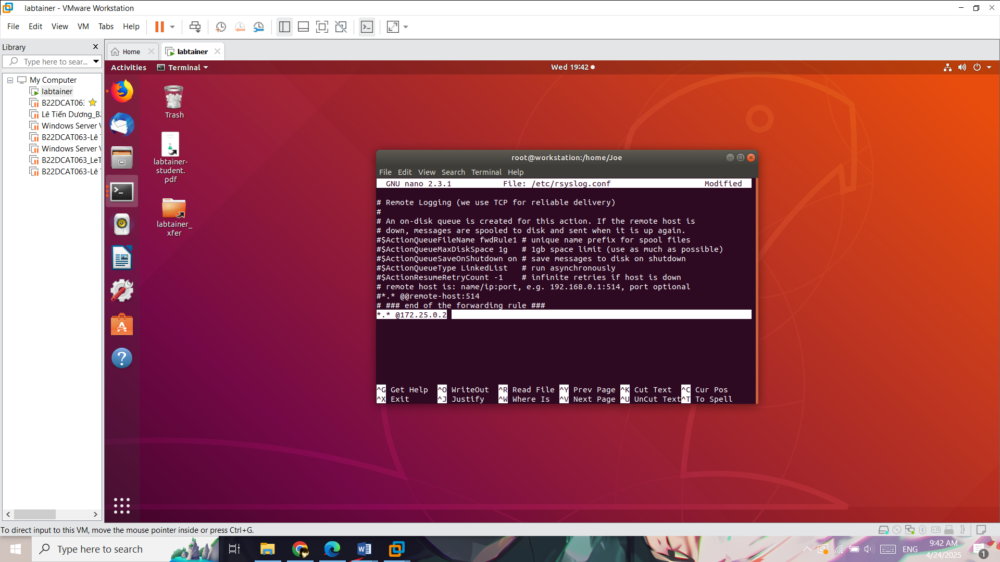 labtainer - VMware Workstation
File Edit View VM Tabs Help
Library
Home
labtainer
Type here to sear...
Activities
Terminal
Wed 19:42
My Computer
labtainer
B22DCAT06:
Lê Tiến Dương_B2
Windows Server V
B22DCAT063-Lê T
Windows Server V
B22DCAT063_LeT
B22DCAT063-Lê T
Trash
labtainer-
student.
pdf
labtainer_
xfer
root@workstation:/home/Joe
File Edit View Search Terminal Help
GNU nano 2.3.1 File: /etc/rsyslog.conf Modified
# Remote Logging (we use TCP for reliable delivery)
#
# An on-disk queue is created for this action. If the remote host is
# down, messages are spooled to disk and sent when it is up again.
#$ActionQueueFileName fwdRule1 # unique name prefix for spool files
#$ActionQueueMaxDiskSpace 1g # 1gb space limit (use as much as possible)
#$ActionQueueSaveOnShutdown on # save messages to disk on shutdown
#$ActionQueueType LinkedList # run asynchronously
#$ActionResumeRetryCount -1 # infinite retries if host is down
# remote host is: name/ip:port, e.g. 192.168.0.1:514, port optional
#*.* @@remote-host:514
# ### end of the forwarding rule ###
*.* @172.25.0.2
^G Get Help ^O WriteOut ^R Read File ^Y Prev Page ^K Cut Text ^C Cur Pos
^X Exit ^J Justify ^W Where Is ^V Next Page ^U UnCut Text ^T To Spell
To direct input to this VM, move the mouse pointer inside or press Ctrl+G.
Type here to search
ENG
9:42 AM
4/24/2025
1